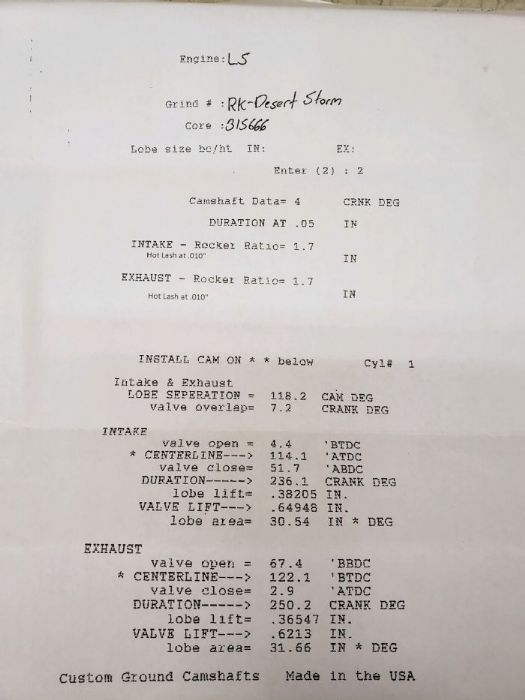 Engine: LS
Grind # : RK-Desert Storm
Core : 315666
Lobe size bc/ht IN: EX:
Enter (2) : 2
Camshaft Data= 4 CRNK DEG
DURATION AT .05 IN
INTAKE - Rocker Ratio= 1.7
Hot Lash at .010" IN
EXHAUST - Rocker Ratio= 1.7
Hot Lash at .010" IN
INSTALL CAM ON * * below Cyl# 1
Intake & Exhaust
LOBE SEPERATION = 118.2 CAM DEG
valve overlap= 7.2 CRANK DEG
INTAKE
valve open = 4.4 'BTDC
* CENTERLINE---> 114.1 'ATDC
valve close= 51.7 'ABDC
DURATION-----> 236.1 CRANK DEG
lobe lift= .38205 IN.
VALVE LIFT---> .64948 IN.
lobe area= 30.54 IN * DEG
EXHAUST
valve open = 67.4 'BBDC
* CENTERLINE---> 122.1 'BTDC
valve close= 2.9 'ATDC
DURATION-----> 250.2 CRANK DEG
lobe lift= .36547 IN.
VALVE LIFT---> .6213 IN.
lobe area= 31.66 IN * DEG
Custom Ground Camshafts Made in the USA